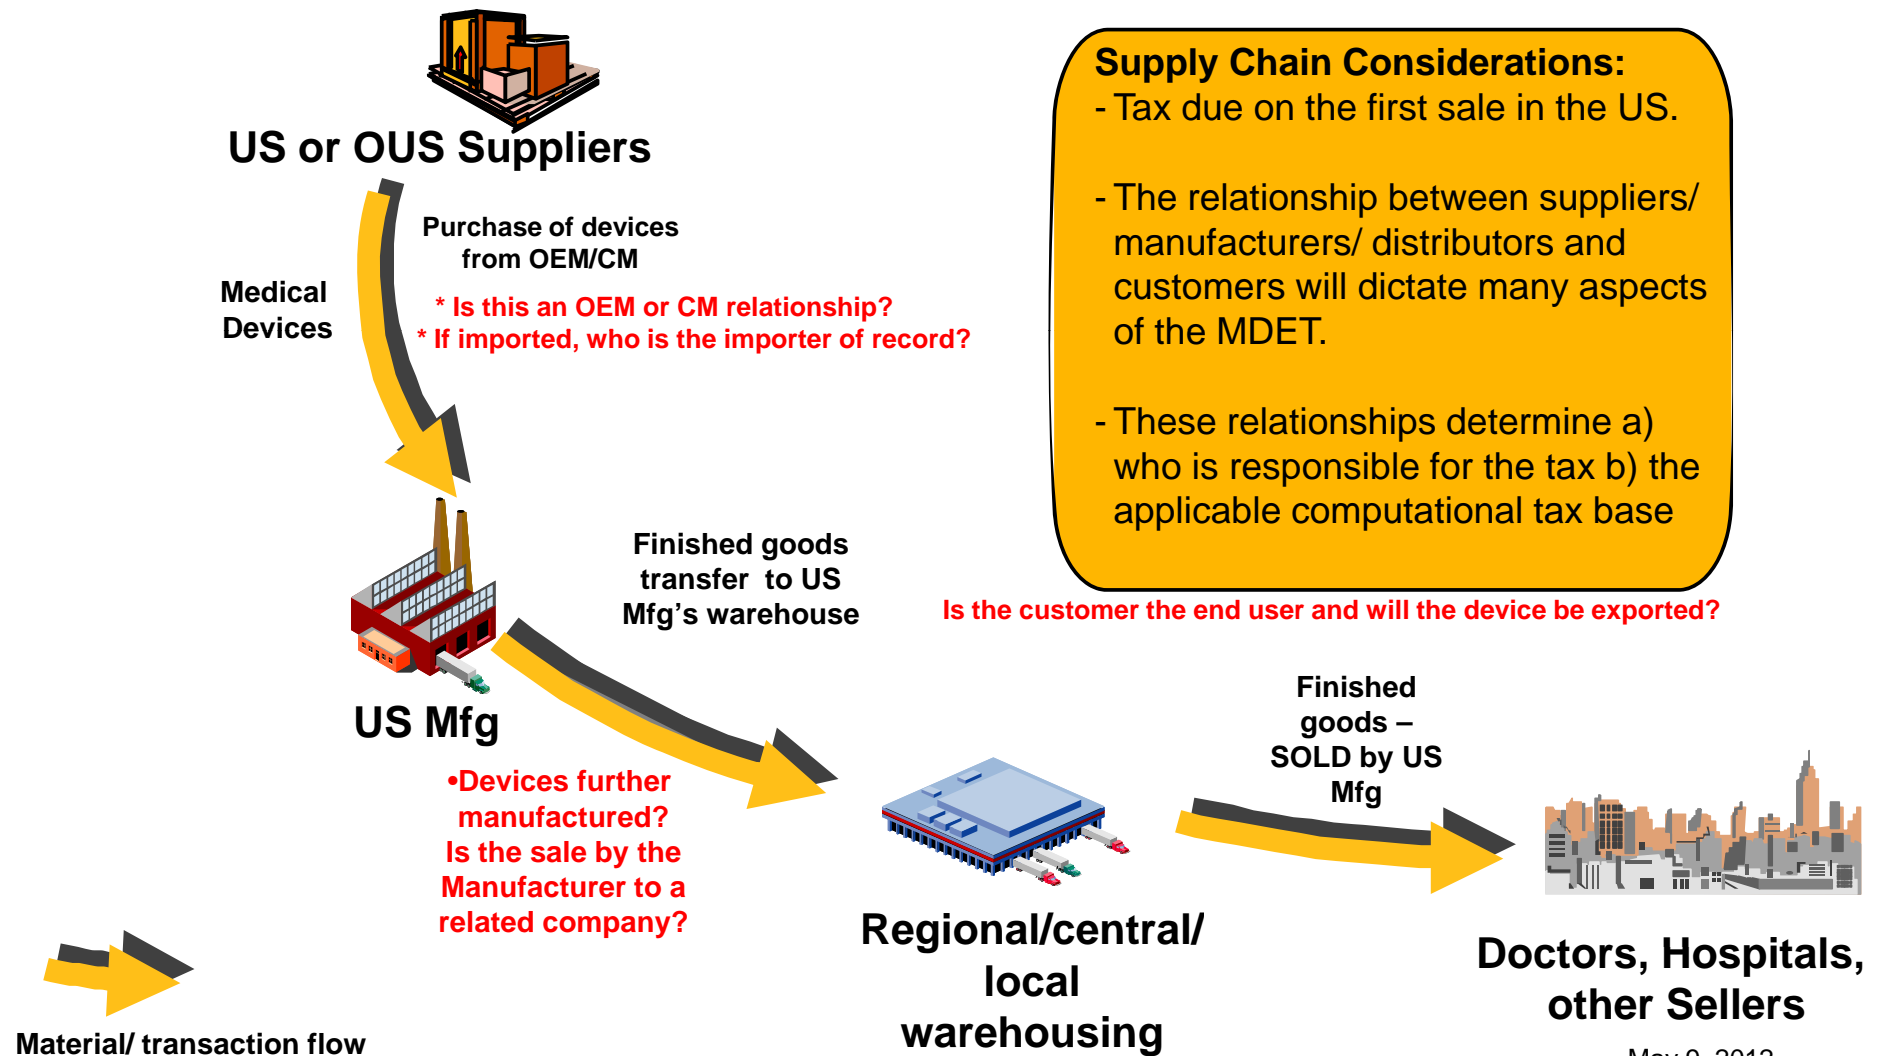 US or OUS Suppliers
Purchase of devices
from OEM/CM
Medical
Devices
* Is this an OEM or CM relationship?
* If imported, who is the importer of record?
Supply Chain Considerations:
- Tax due on the first sale in the US.
- The relationship between suppliers/
manufacturers/ distributors and
customers will dictate many aspects
of the MDET.
- These relationships determine a)
who is responsible for the tax b) the
applicable computational tax base
Finished goods
transfer to US
Mfg's warehouse
Is the customer the end user and will the device be exported?
US Mfg
•Devices further
manufactured?
Is the sale by the
Manufacturer to a
related company?
Finished
goods –
SOLD by US
Mfg
Regional/central/
local
warehousing
Doctors, Hospitals,
other Sellers
Material/ transaction flow